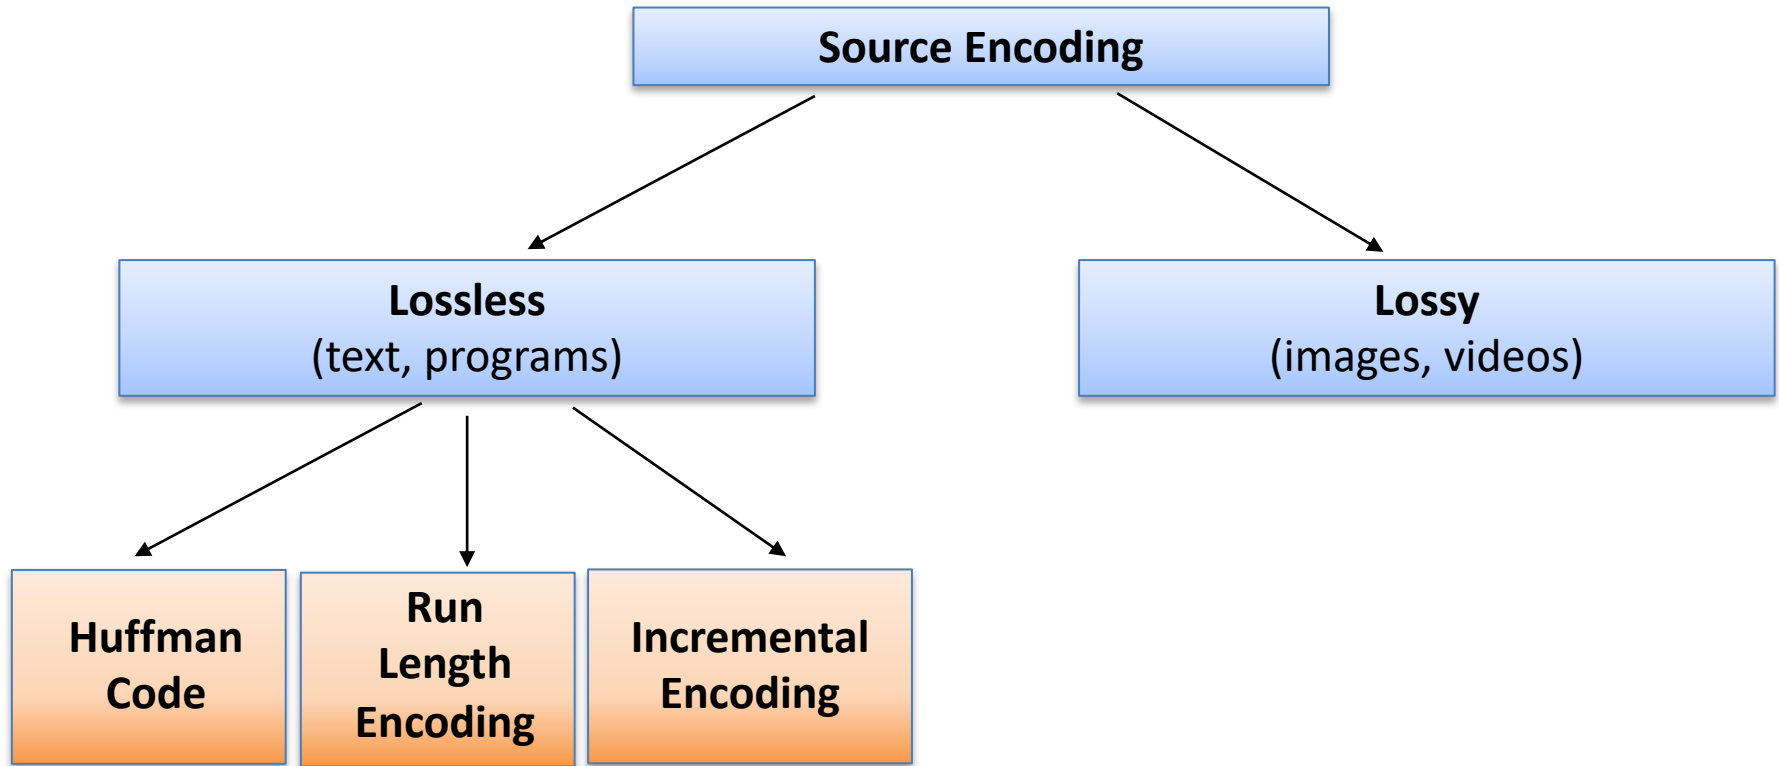 Source Encoding
Lossless
(text, programs)
Lossy
(images, videos)
Huffman
Code
Run
Length
Encoding
Incremental
Encoding